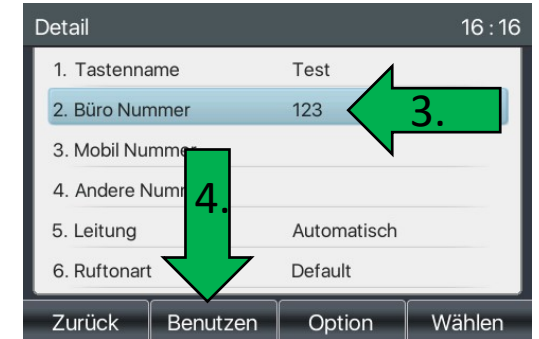 Detail 16 : 16
1. Tastenname Test
2. Büro Nummer 123 3.
3. Mobil Nummer
4. Andere Numm
4.
5. Leitung Automatisch
6. Ruftonart Default
Zurück Benutzen Option Wählen